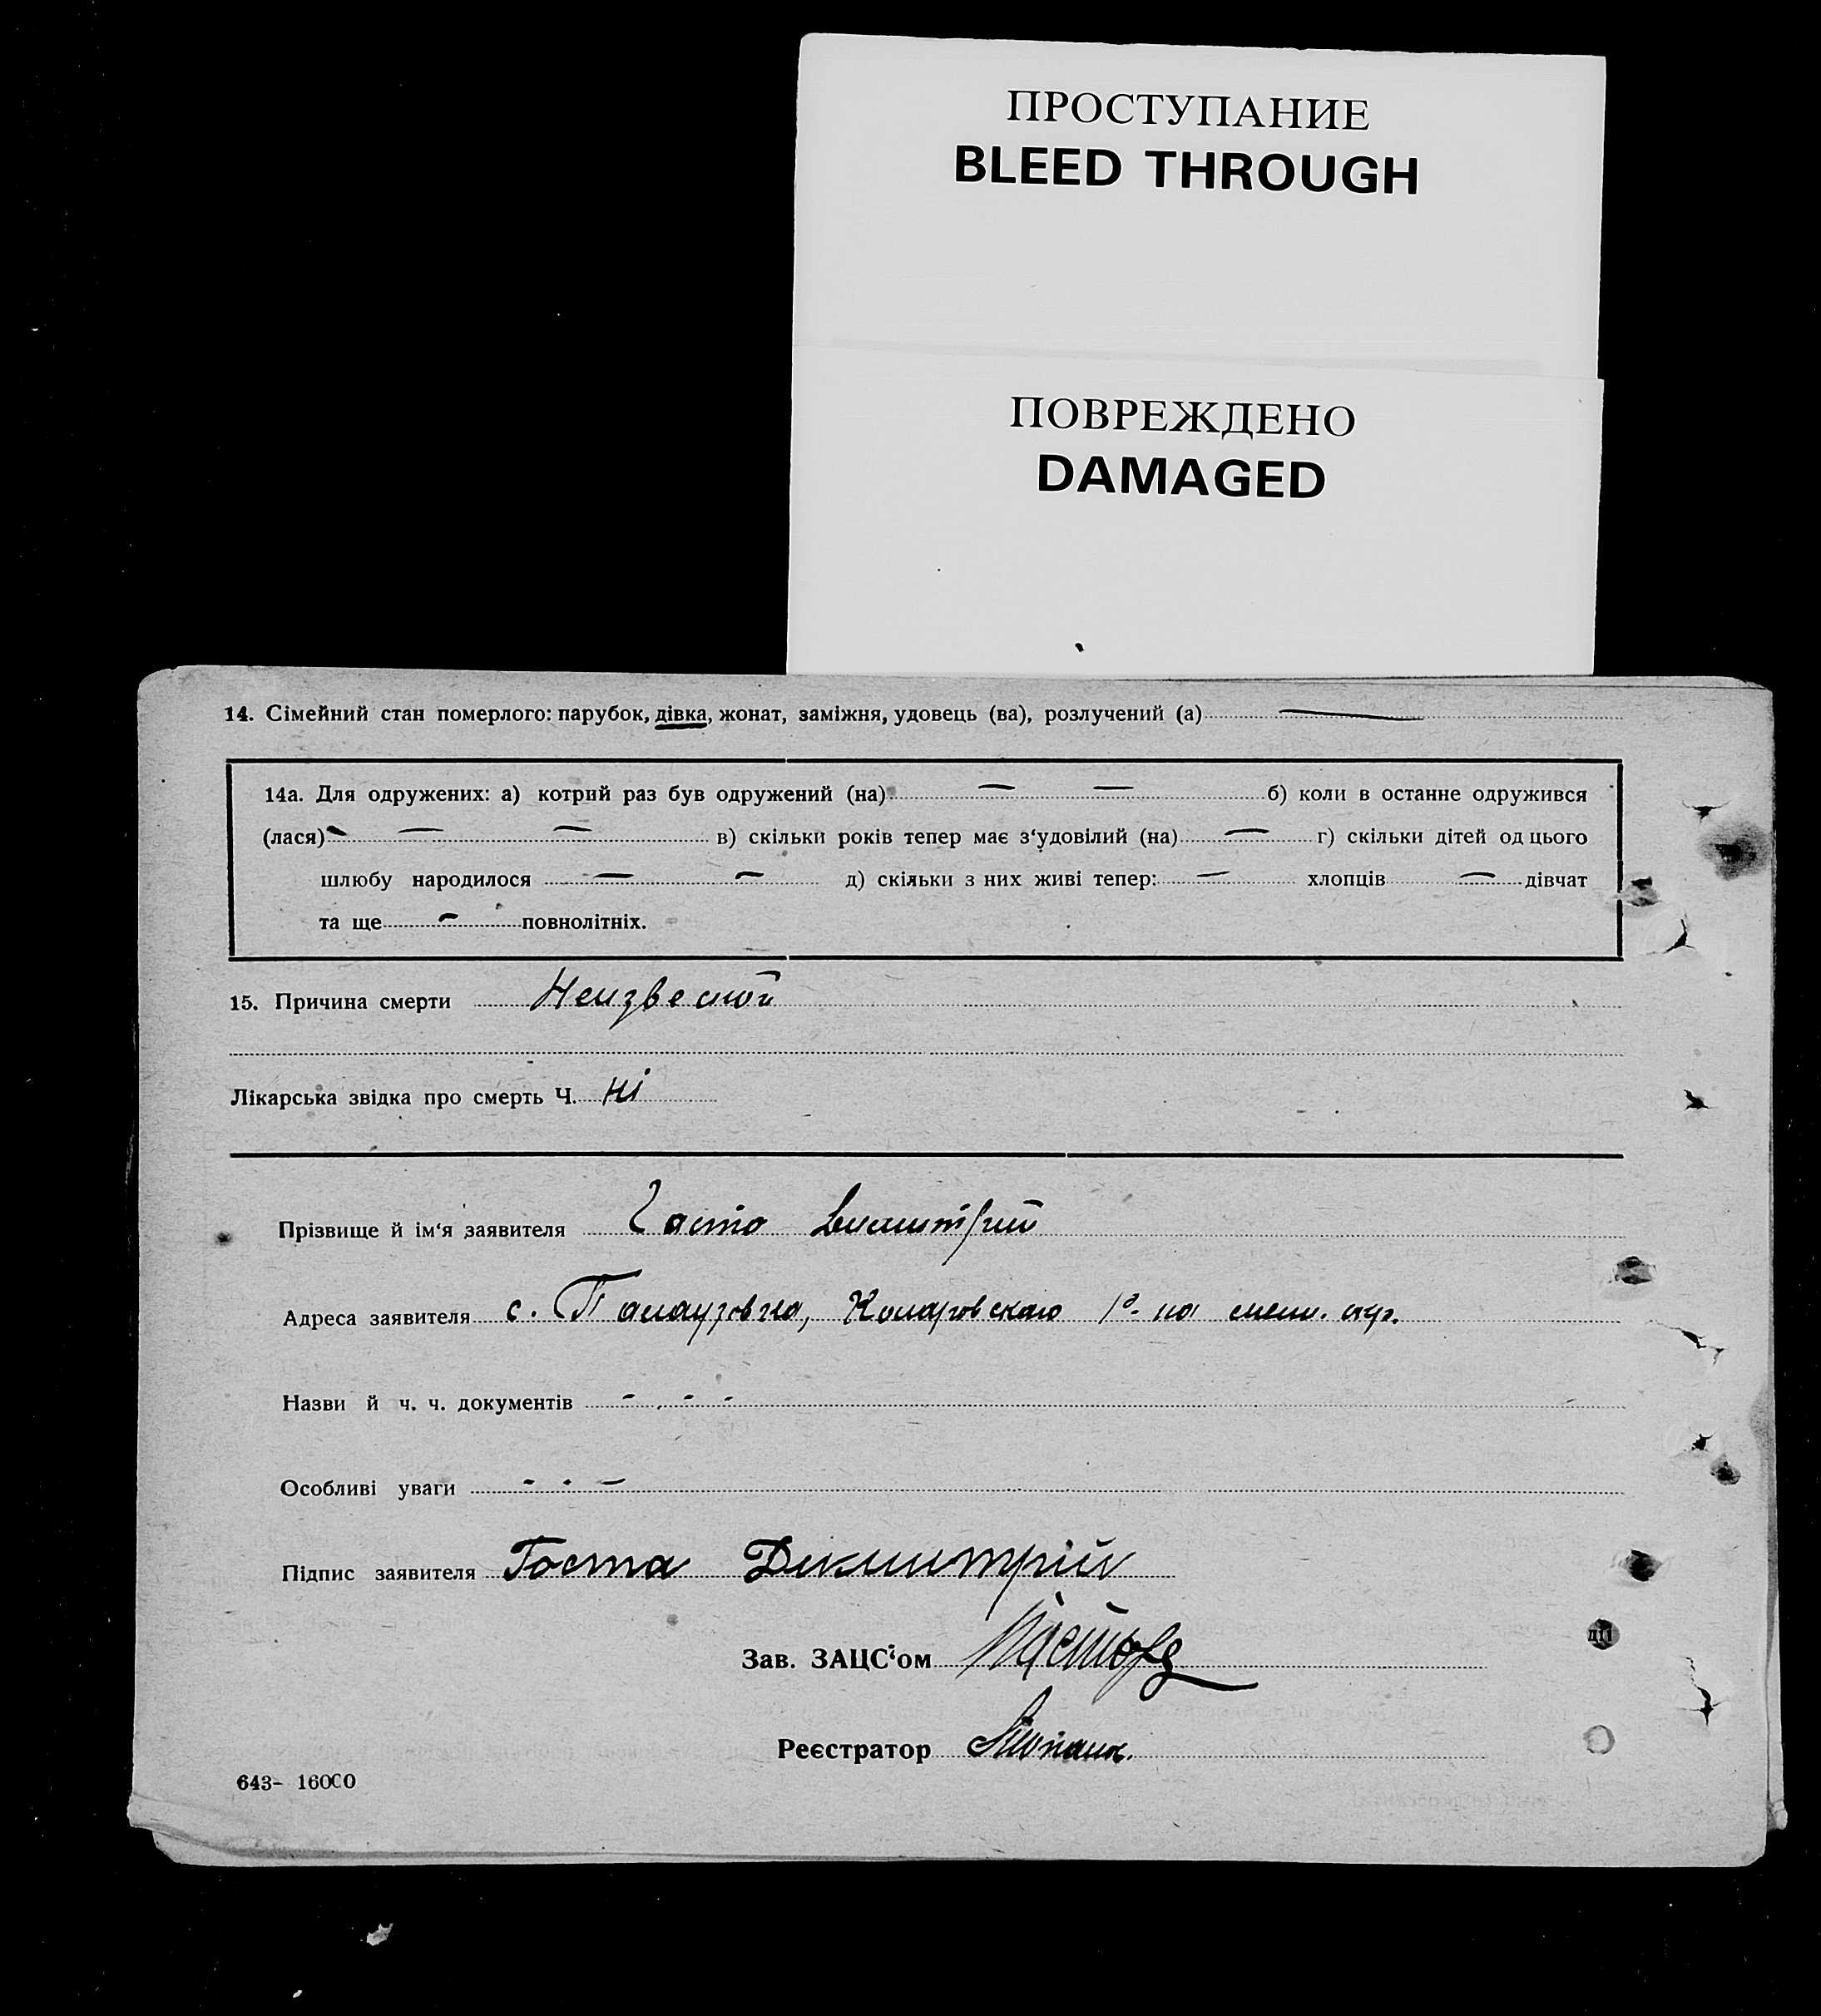 ПРОСТУПАНИЕ
BLEED THROUGH
ПОВРЕЖДЕНО
DAMAGED
14. Сімейний стан померлого: парубок, дівка, жонат, заміжня, удовець (ва), розлучений (а) —
14а. Для одружених: а) котрий раз був одружений (на) — — б) коли в останне одружився
(лася) — — в) скільки років тепер має з‘удовілий (на) — г) скільки дітей од цього
шлюбу народилося — — д) скільки з них живі тепер: — хлопців — дівчат
та ще — повнолітніх.
15. Причина смерти
Лікарська звідка про смерть Ч. ні
Прізвище й ім‘я заявителя
Адреса заявителя с.
Назви й ч. ч. документів - - -
Особливі уваги - - -
Підпис заявителя Госта Димитрій
Зав. ЗАЦС‘ом
Реєстратор
643- 16000